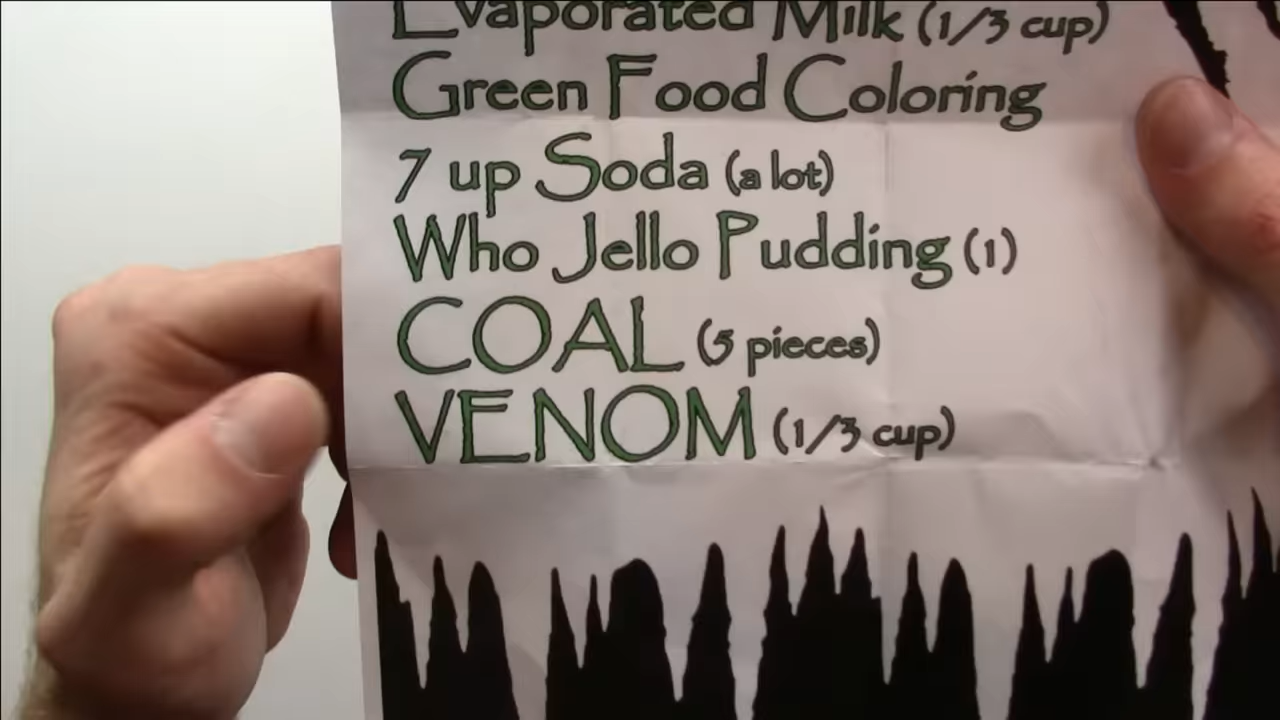 Evaporated Milk (1/3 cup)
Green Food Coloring
7 up Soda (a lot)
Who Jello Pudding (1)
COAL (5 pieces)
VENOM (1/3 cup)